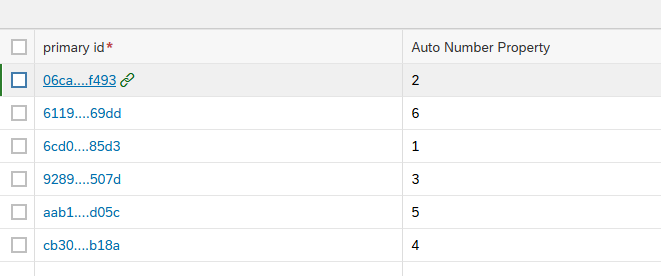 primary id* Auto Number Property
06ca....f493 2
6119....69dd 6
6cd0....85d3 1
9289....507d 3
aab1....d05c 5
cb30....b18a 4